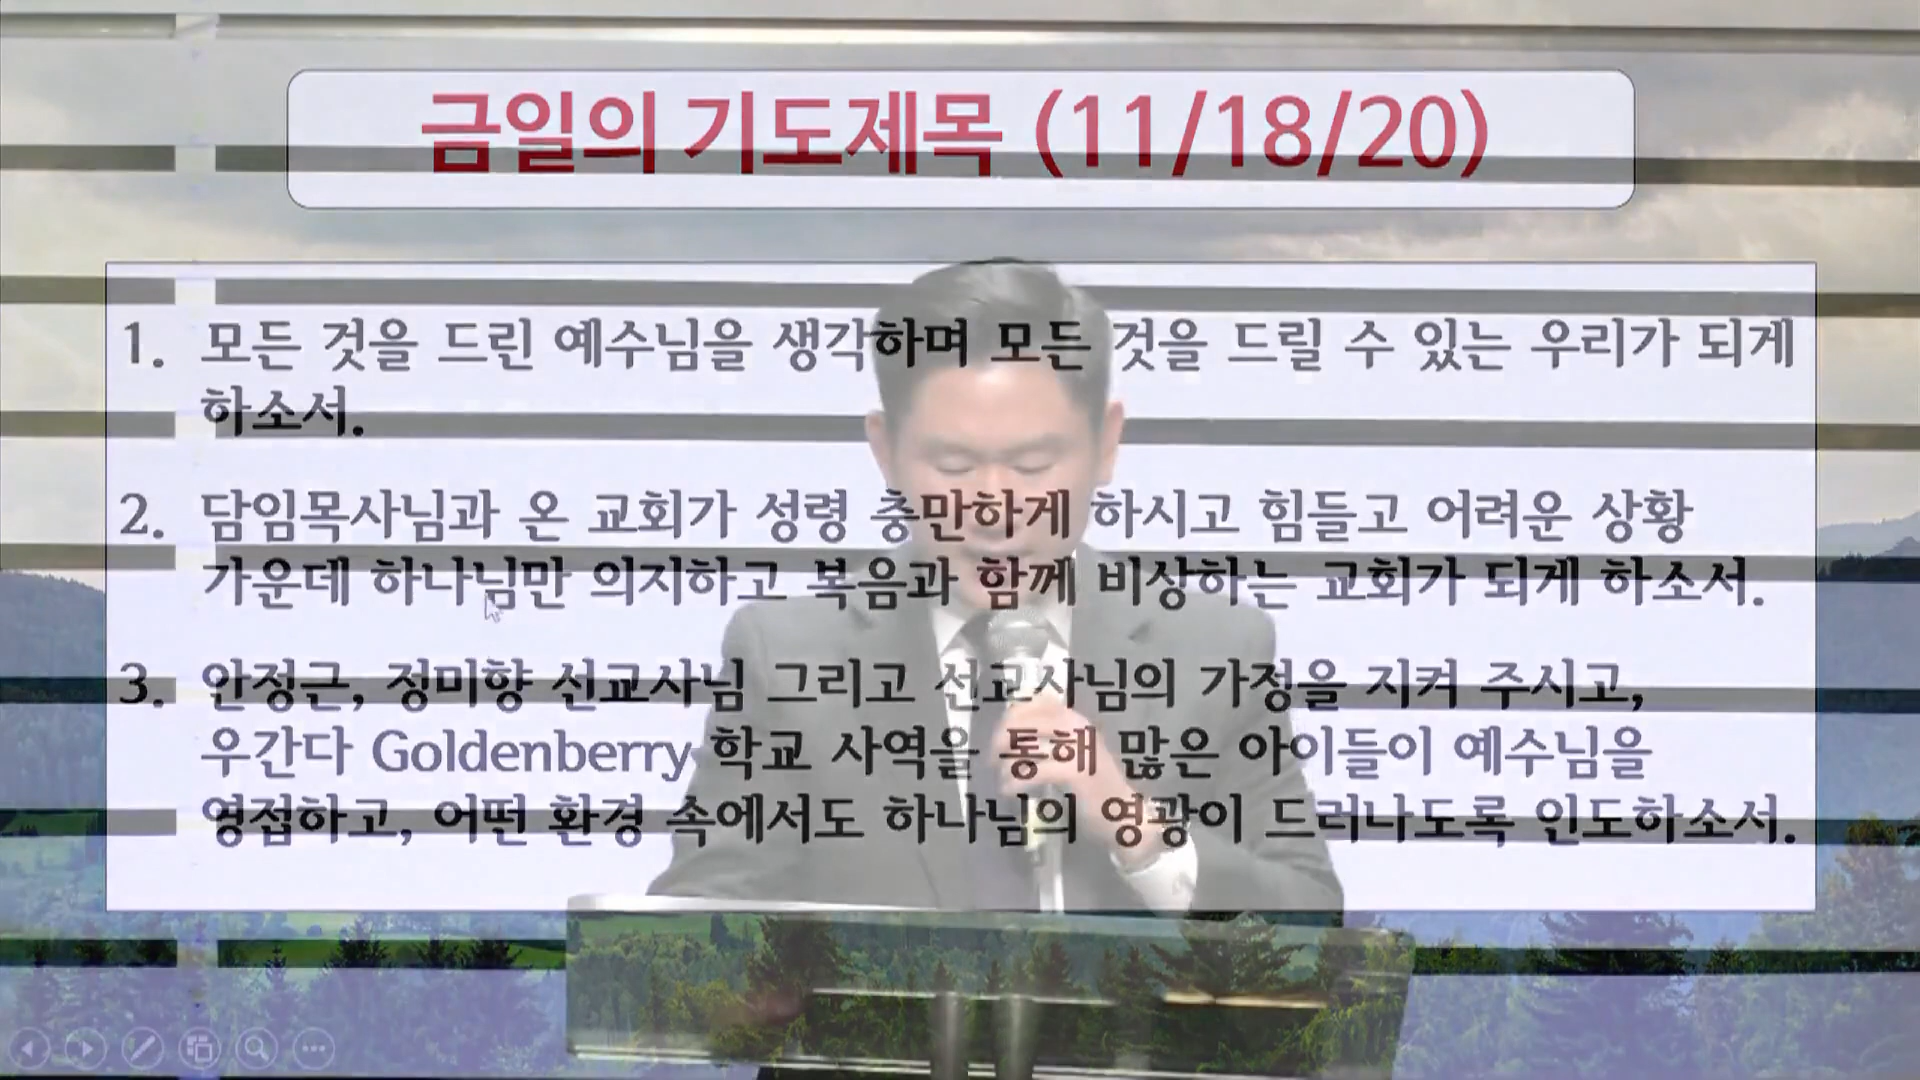 금일의 기도제목 (11/18/20)
1. 모든 것을 드린 예수님을 생각하며 모든 것을 드릴 수 있는 우리가 되게
하소서.
2. 담임목사님과 온 교회가 성령 충만하게 하시고 힘들고 어려운 상황
가운데 하나님만 의지하고 복음과 함께 비상하는 교회가 되게 하소서.
3. 안정근, 정미향 선교사님 그리고 선교사님의 가정을 지켜 주시고,
우간다 Goldenberry 학교 사역을 통해 많은 아이들이 예수님을
영접하고, 어떤 환경 속에서도 하나님의 영광이 드러나도록 인도하소서.